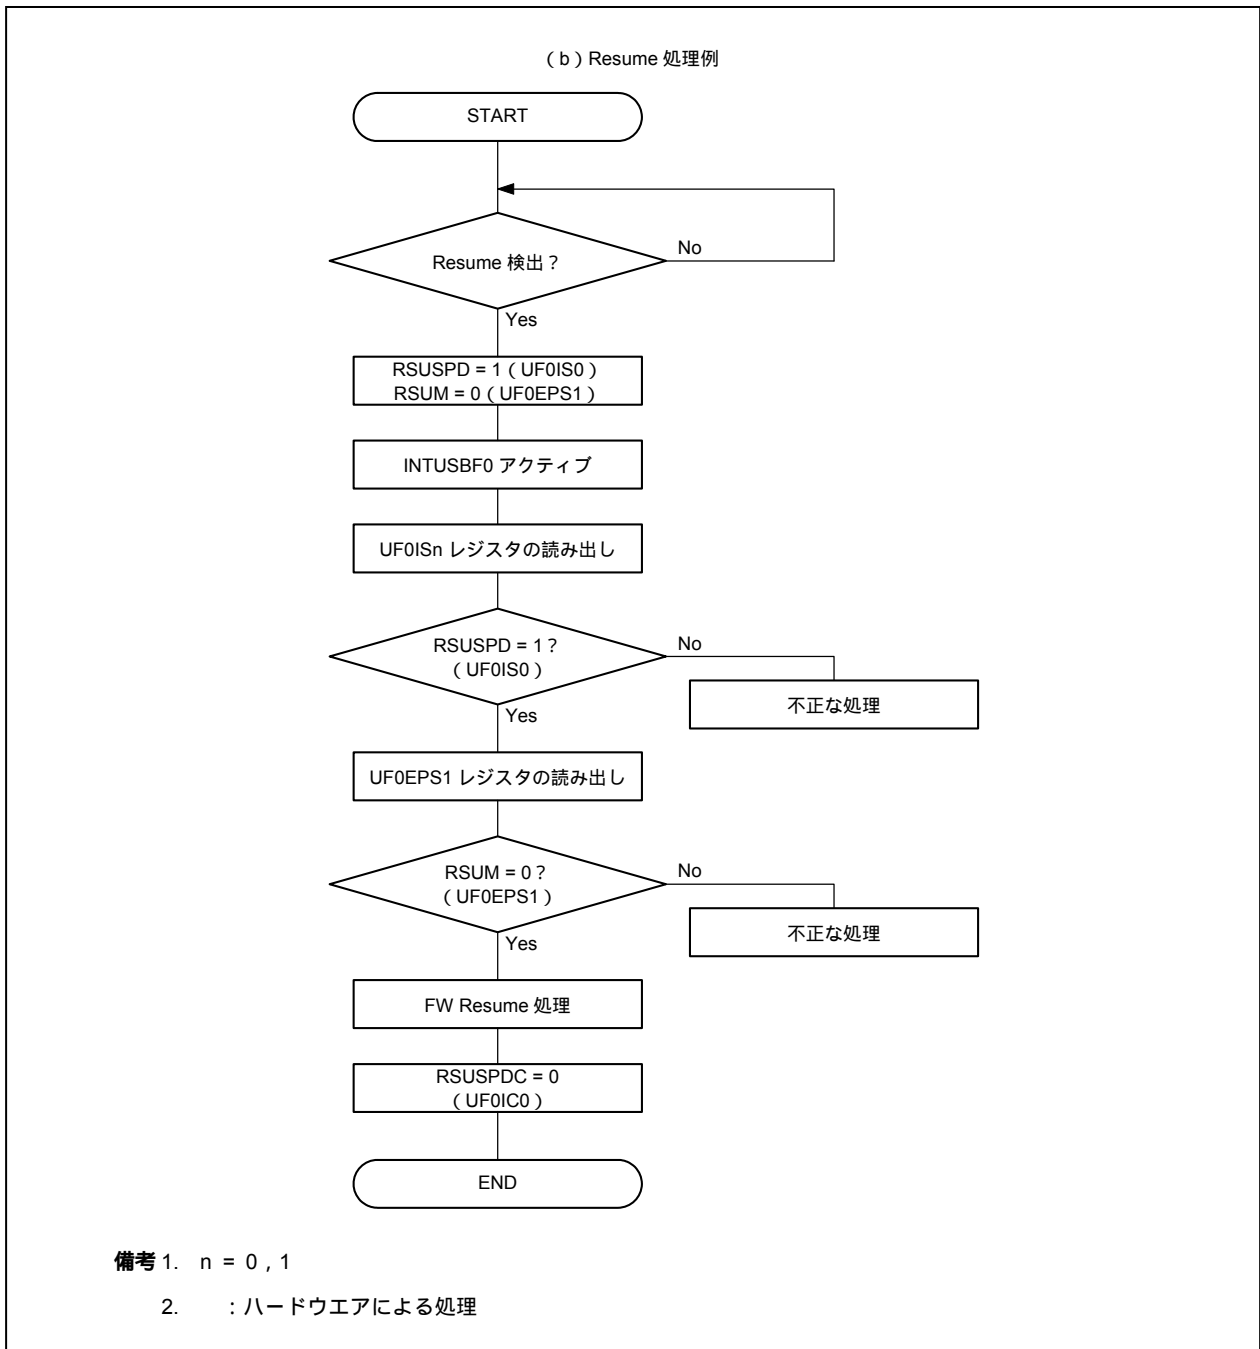 (b) Resume 処理例
START
Resume 検出？
No
Yes
RSUSPD = 1（UF0IS0）
RSUM = 0（UF0EPS1）
INTUSBF0 アクティブ
UF0ISn レジスタの読み出し
RSUSPD = 1？
（UF0IS0）
No
不正な処理
Yes
UF0EPS1 レジスタの読み出し
RSUM = 0？
（UF0EPS1）
No
不正な処理
Yes
FW Resume 処理
RSUSPDC = 0
（UF0IC0）
END
備考 1. n = 0 , 1
2. ：ハードウエアによる処理